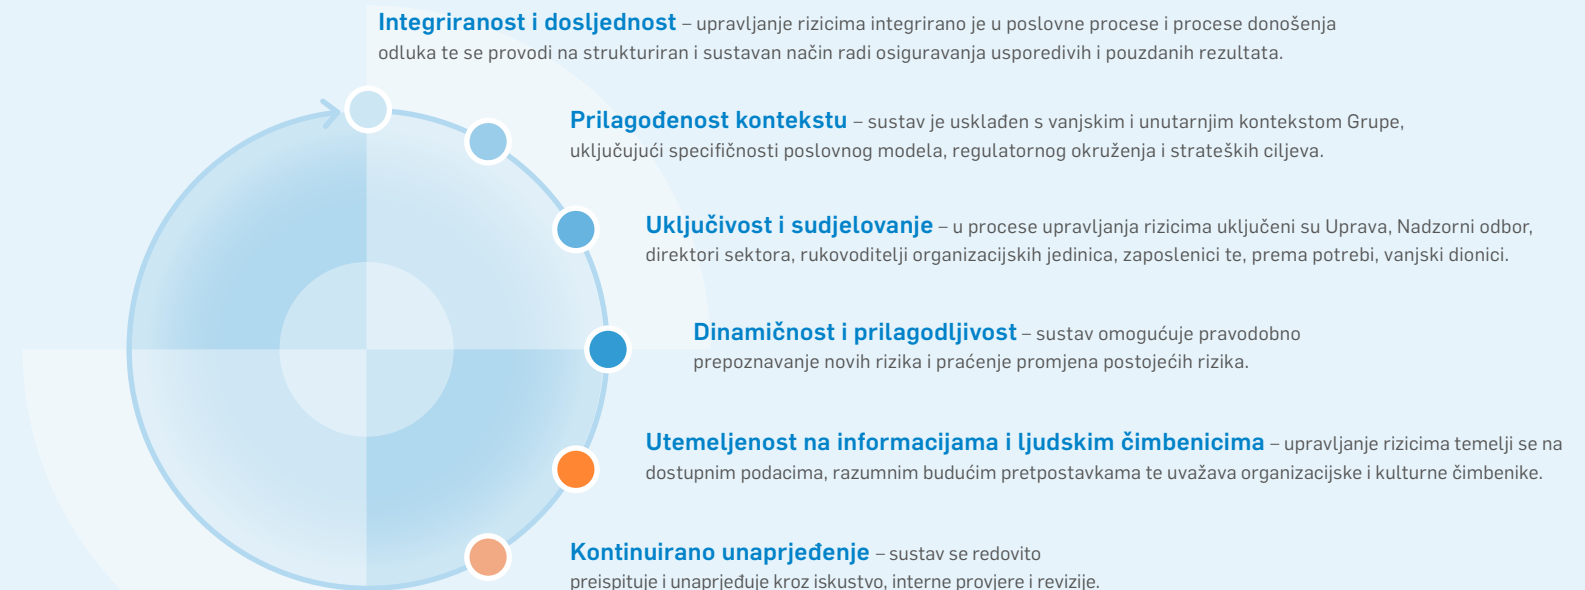 Integriranost i dosljednost – upravljanje rizicima integrirano je u poslovne procese i procese donošenja
odluka te se provodi na strukturiran i sustavan način radi osiguravanja usporedivih i pouzdanih rezultata.
Prilagođenost kontekstu – sustav je usklađen s vanjskim i unutarnjim kontekstom Grupe,
uključujući specifičnosti poslovnog modela, regulatornog okruženja i strateških ciljeva.
Uključivost i sudjelovanje – u procese upravljanja rizicima uključeni su Uprava, Nadzorni odbor,
direktori sektora, rukovoditelji organizacijskih jedinica, zaposlenici te, prema potrebi, vanjski dionici.
Dinamičnost i prilagodljivost – sustav omogućuje pravodobno
prepoznavanje novih rizika i praćenje promjena postojećih rizika.
Utemeljenost na informacijama i ljudskim čimbenicima – upravljanje rizicima temelji se na
dostupnim podacima, razumnim budućim pretpostavkama te uvažava organizacijske i kulturne čimbenike.
Kontinuirano unaprjeđenje – sustav se redovito
preispituje i unaprjeđuje kroz iskustvo, interne provjere i revizije.